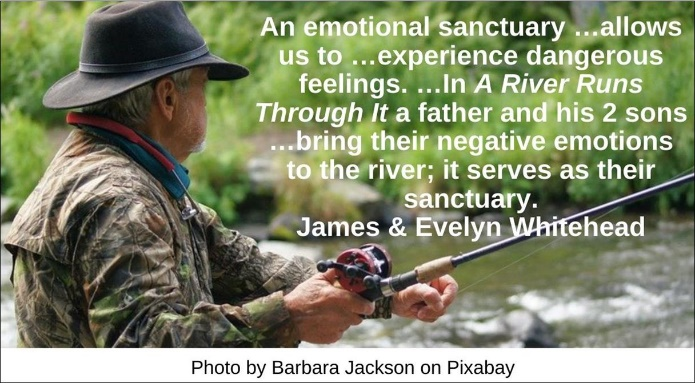 An emotional sanctuary …allows
us to …experience dangerous
feelings. …In A River Runs
Through It a father and his 2 sons
…bring their negative emotions
to the river; it serves as their
sanctuary.
James & Evelyn Whitehead
Photo by Barbara Jackson on Pixabay